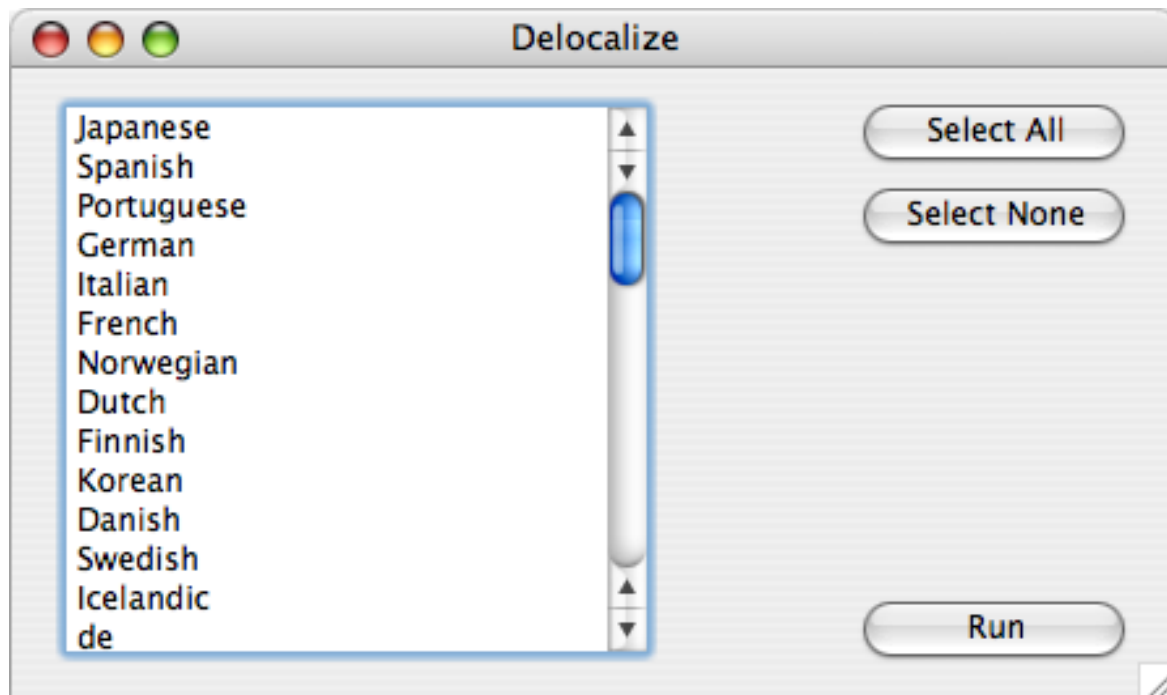 Delocalize
Japanese
Spanish
Portuguese
German
Italian
French
Norwegian
Dutch
Finnish
Korean
Danish
Swedish
Icelandic
de
Select All
Select None
Run